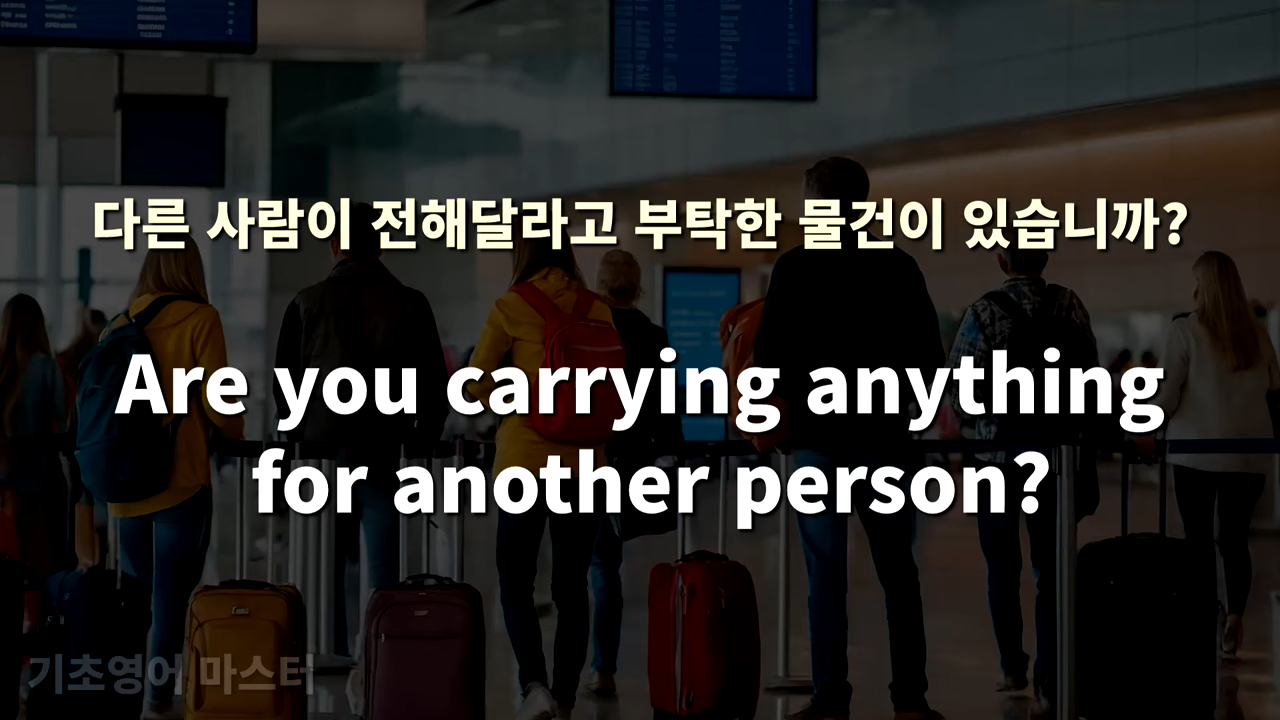 다른 사람이 전해달라고 부탁한 물건이 있습니까?
Are you carrying anything
for another person?
기초영어 마스터